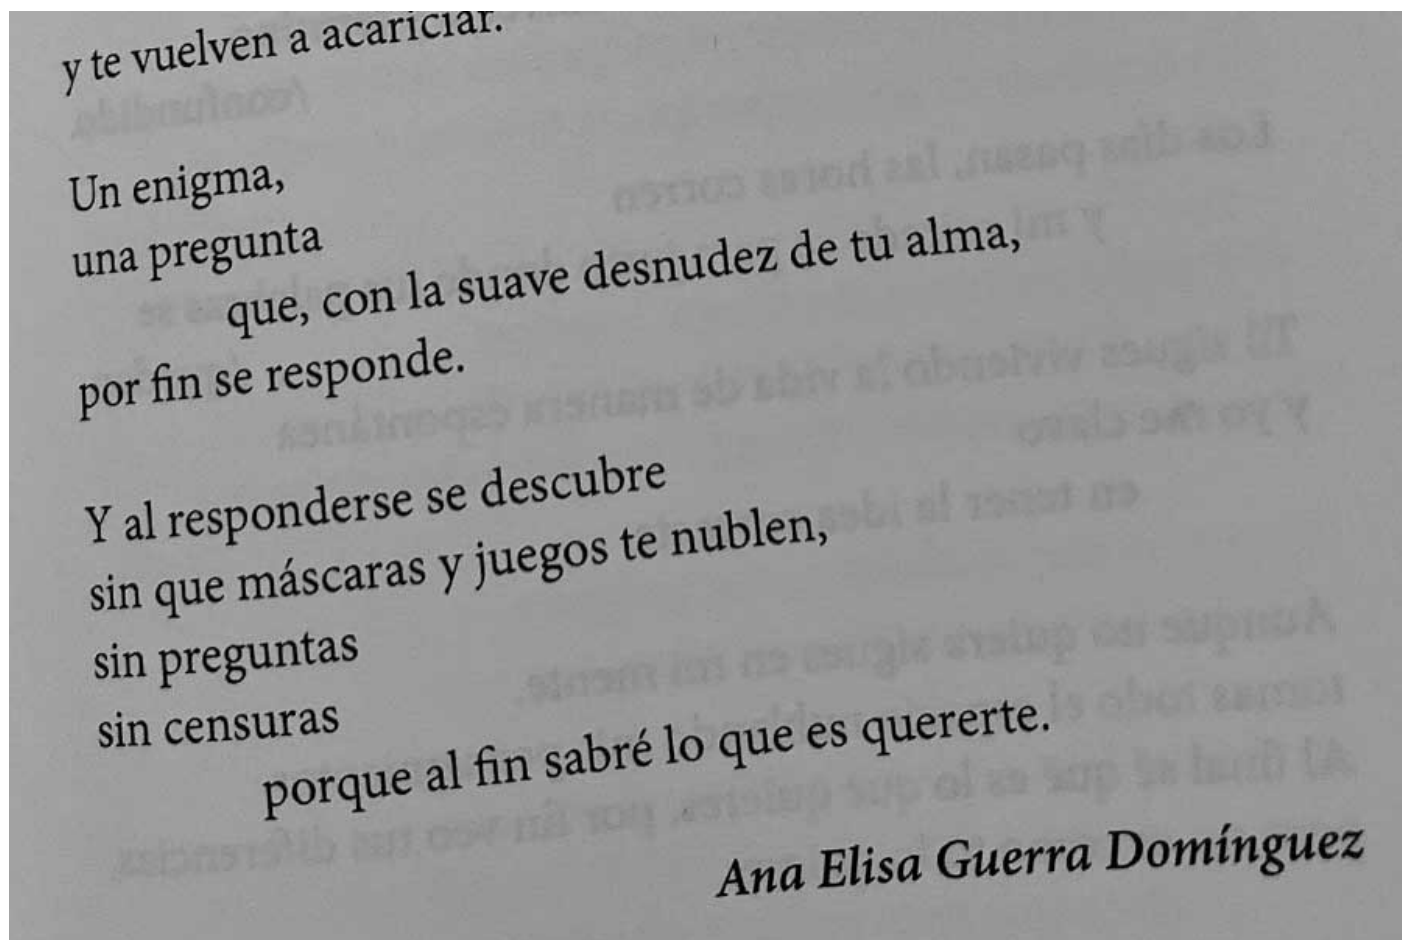 y te vuelven a acariciar.
Un enigma,
una pregunta
que, con la suave desnudez de tu alma,
por fin se responde.
Y al responderse se descubre
sin que máscaras y juegos te nublen,
sin preguntas
sin censuras
porque al fin sabré lo que es quererte.
Ana Elisa Guerra Domínguez